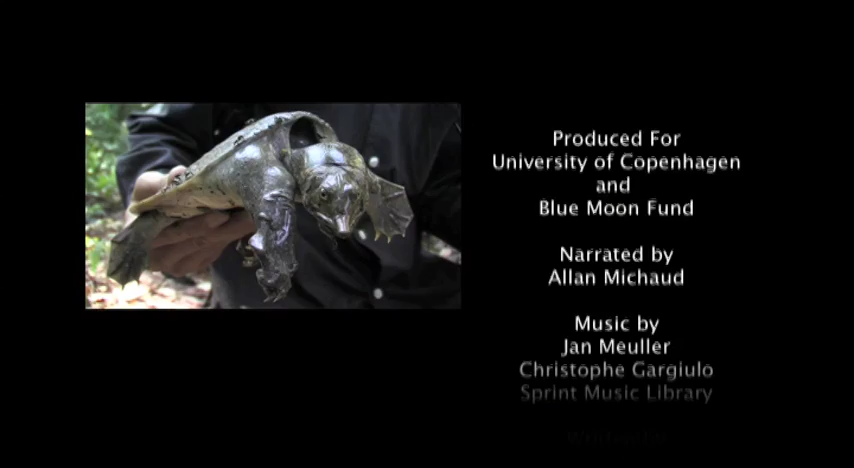 Produced For
University of Copenhagen
and
Blue Moon Fund
Narrated by
Allan Michaud
Music by
Jan Meuller
Christophe Gargiulo
Sprint Music Library